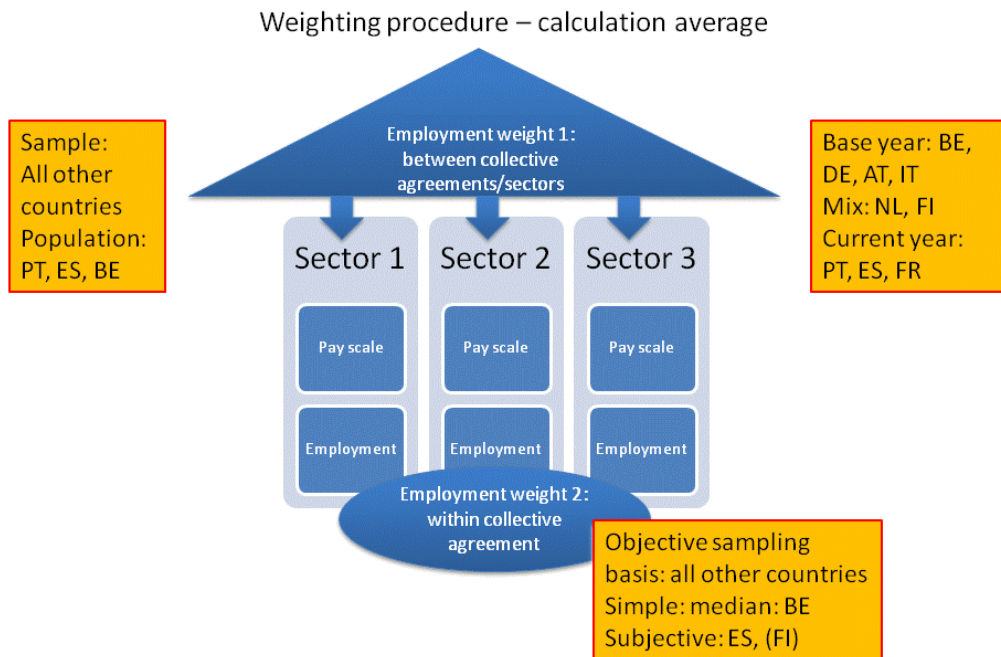 Weighting procedure – calculation average
Employment weight 1:
between collective
agreements/sectors
Sample:
All other
countries
Population:
PT, ES, BE
Base year: BE,
DE, AT, IT
Mix: NL, FI
Current year:
PT, ES, FR
Sector 1
Sector 2
Sector 3
Pay scale
Pay scale
Pay scale
Employment
Employment
Employment
Employment weight 2:
within collective
agreement
Objective sampling
basis: all other countries
Simple: median: BE
Subjective: ES, (FI)